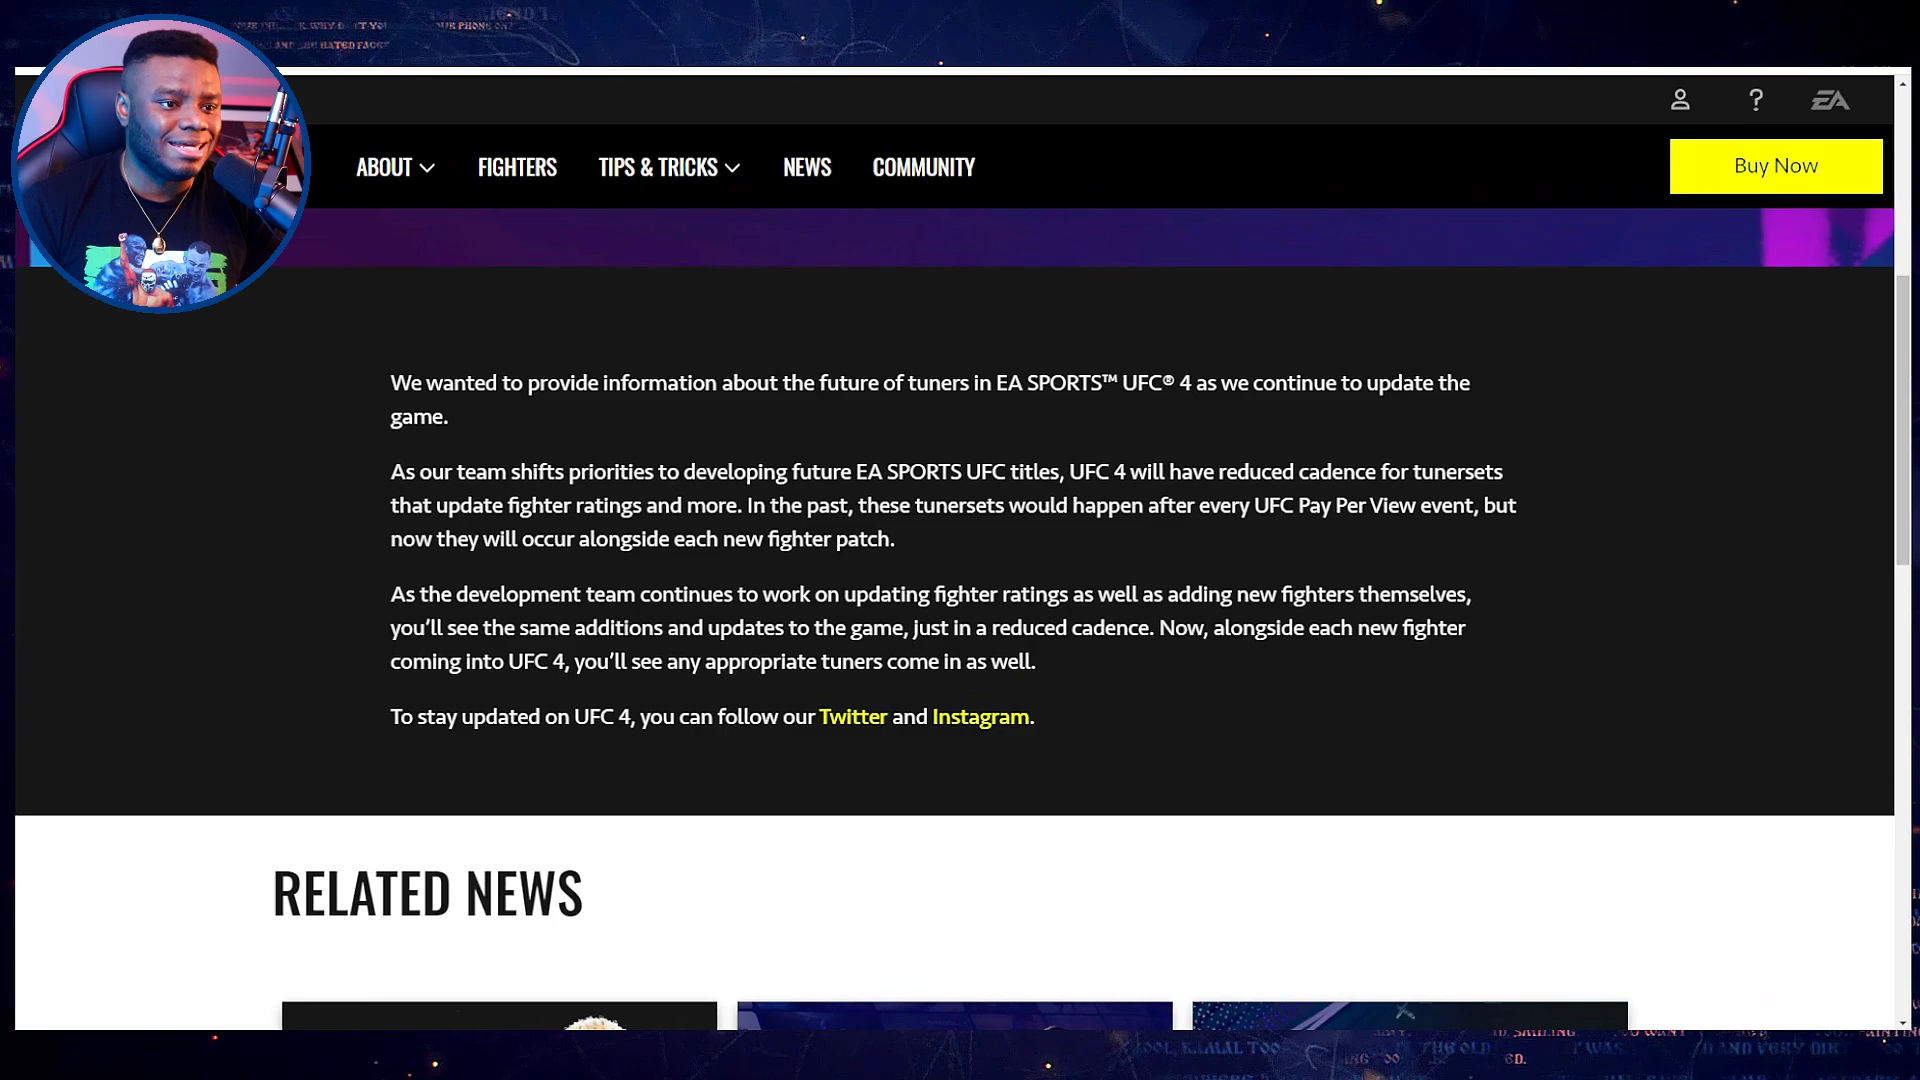 EA
ABOUT
FIGHTERS
TIPS & TRICKS
NEWS
COMMUNITY
Buy Now
We wanted to provide information about the future of tuners in EA SPORTS™ UFC® 4 as we continue to update the
game.
As our team shifts priorities to developing future EA SPORTS UFC titles, UFC 4 will have reduced cadence for tunersets
that update fighter ratings and more. In the past, these tunersets would happen after every UFC Pay Per View event, but
now they will occur alongside each new fighter patch.
As the development team continues to work on updating fighter ratings as well as adding new fighters themselves,
you’ll see the same additions and updates to the game, just in a reduced cadence. Now, alongside each new fighter
coming into UFC 4, you’ll see any appropriate tuners come in as well.
To stay updated on UFC 4, you can follow our Twitter and Instagram.
RELATED NEWS